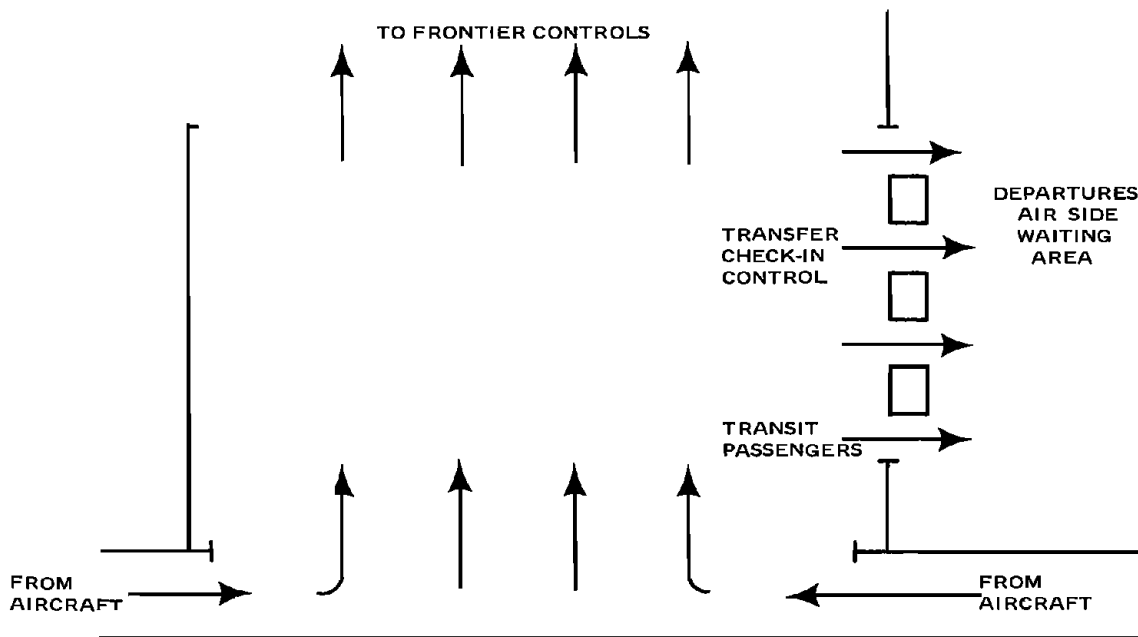 TO FRONTIER CONTROLS
DEPARTURES
AIR SIDE
WAITING
AREA
TRANSFER
CHECK-IN
CONTROL
TRANSIT
PASSENGERS
FROM
AIRCRAFT
FROM
AIRCRAFT